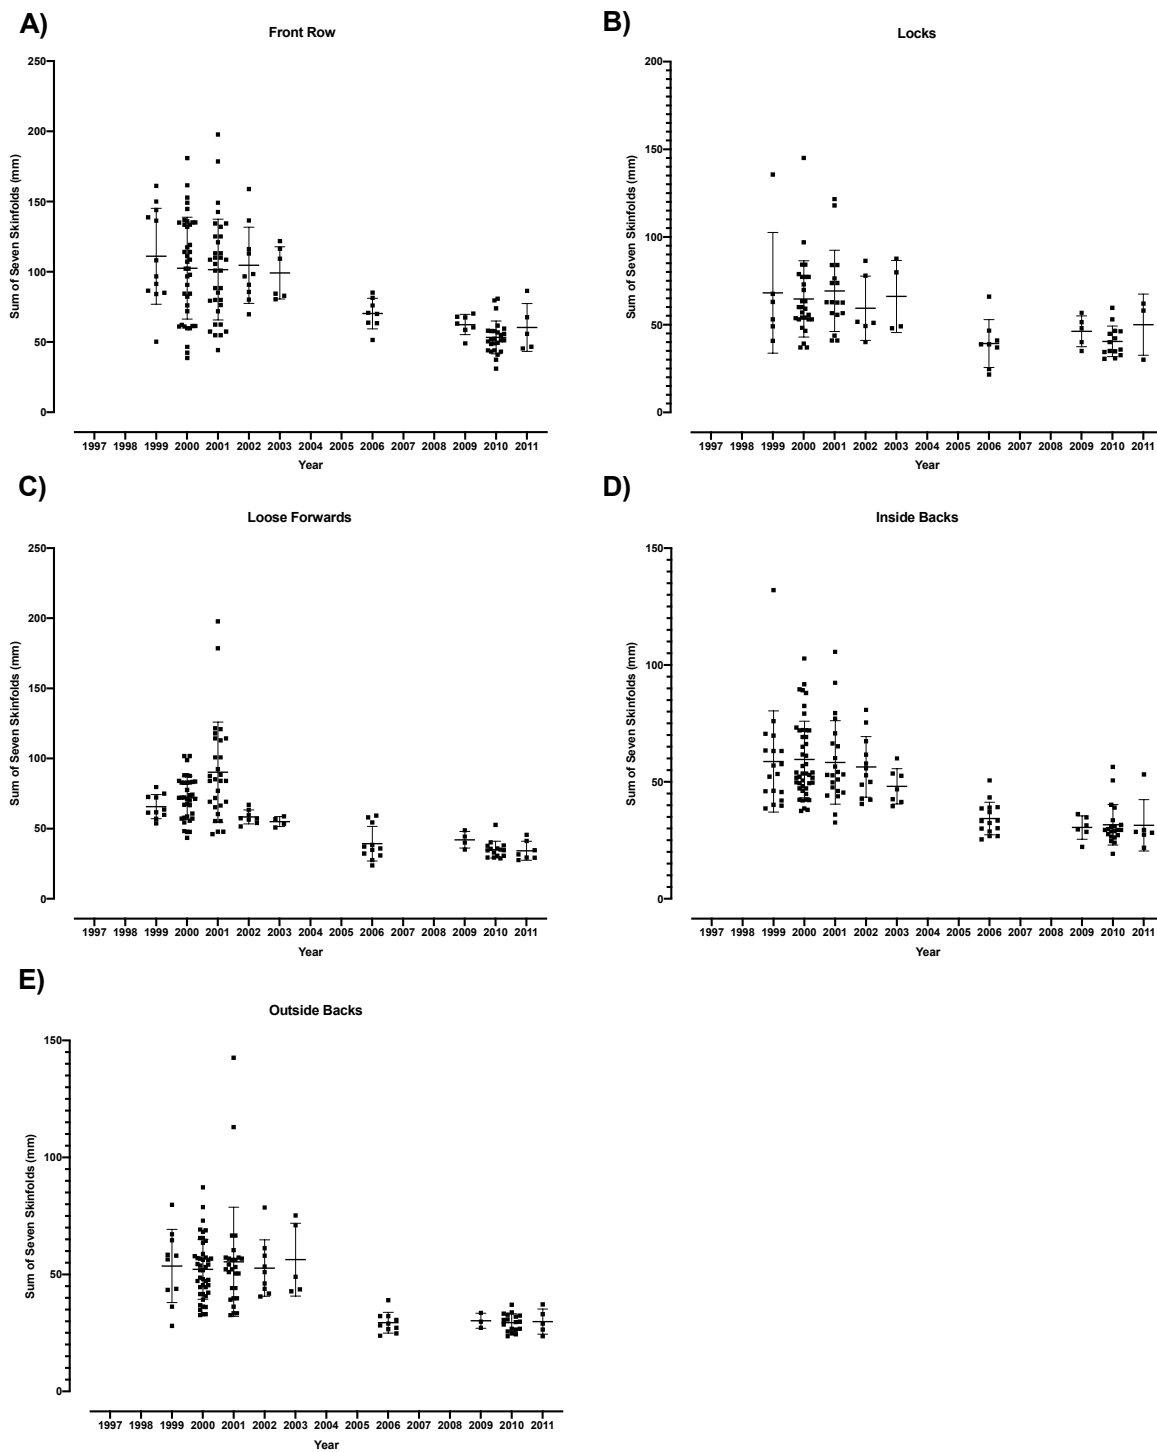 A)
Front Row
Sum of Seven Skinfolds (mm)
250
200
150
100
50
0
1997 1998 1999 2000 2001 2002 2003 2004 2005 2006 2007 2008 2009 2010 2011
Year
B)
Locks
Sum of Seven Skinfolds (mm)
200
150
100
50
0
1997 1998 1999 2000 2001 2002 2003 2004 2005 2006 2007 2008 2009 2010 2011
Year
C)
Loose Forwards
Sum of Seven Skinfolds (mm)
250
200
150
100
50
0
1997 1998 1999 2000 2001 2002 2003 2004 2005 2006 2007 2008 2009 2010 2011
Year
D)
Inside Backs
Sum of Seven Skinfolds (mm)
150
100
50
0
1997 1998 1999 2000 2001 2002 2003 2004 2005 2006 2007 2008 2009 2010 2011
Year
E)
Outside Backs
Sum of Seven Skinfolds (mm)
150
100
50
0
1997 1998 1999 2000 2001 2002 2003 2004 2005 2006 2007 2008 2009 2010 2011
Year